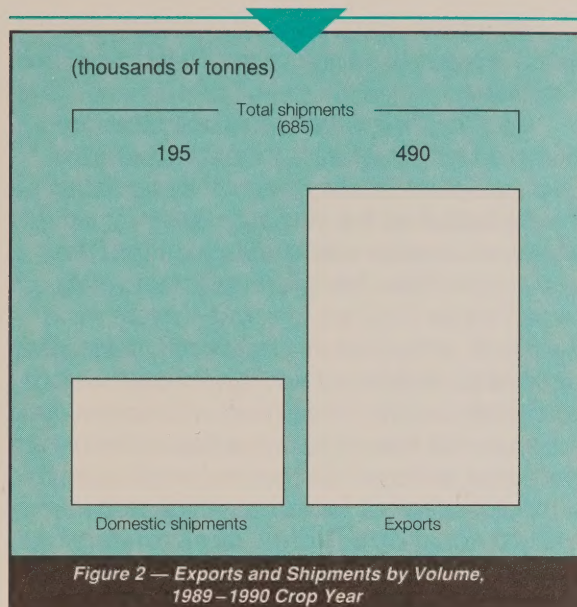 (thousands of tonnes)
Total shipments
(685)
195 490
Domestic shipments Exports
Figure 2 — Exports and Shipments by Volume,
1989–1990 Crop Year